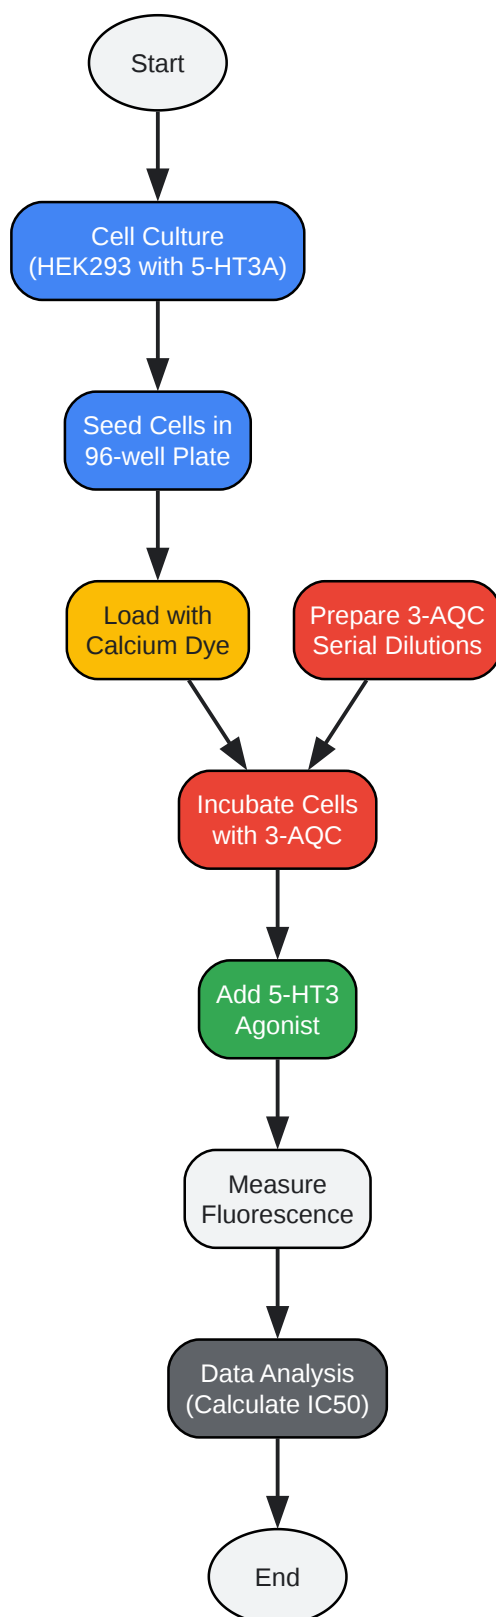 Start
Cell Culture
(HEK293 with 5-HT3A)
Seed Cells in
96-well Plate
Load with
Calcium Dye
Prepare 3-AQC
Serial Dilutions
Incubate Cells
with 3-AQC
Add 5-HT3
Agonist
Measure
Fluorescence
Data Analysis
(Calculate IC50)
End